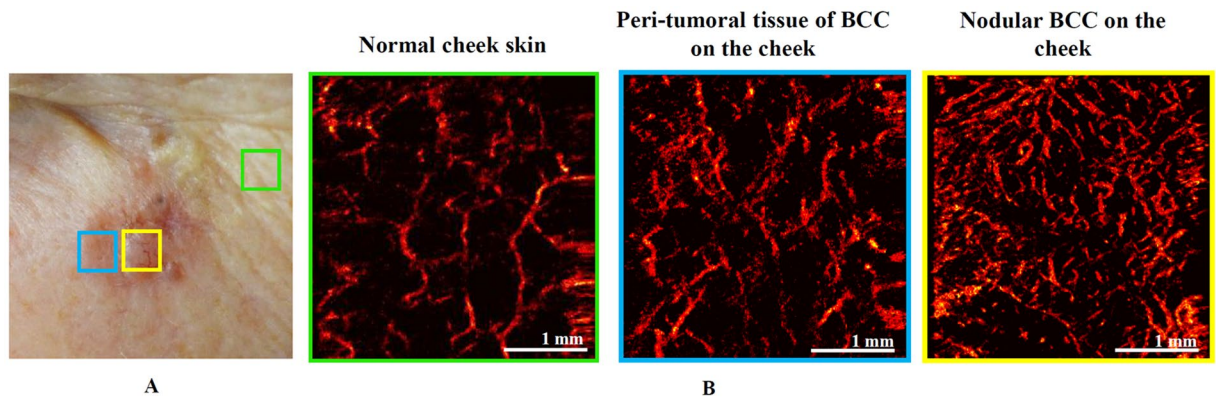 Normal cheek skin
Peri-tumoral tissue of BCC
on the cheek
Nodular BCC on the
cheek
1 mm
1 mm
1 mm
A
B